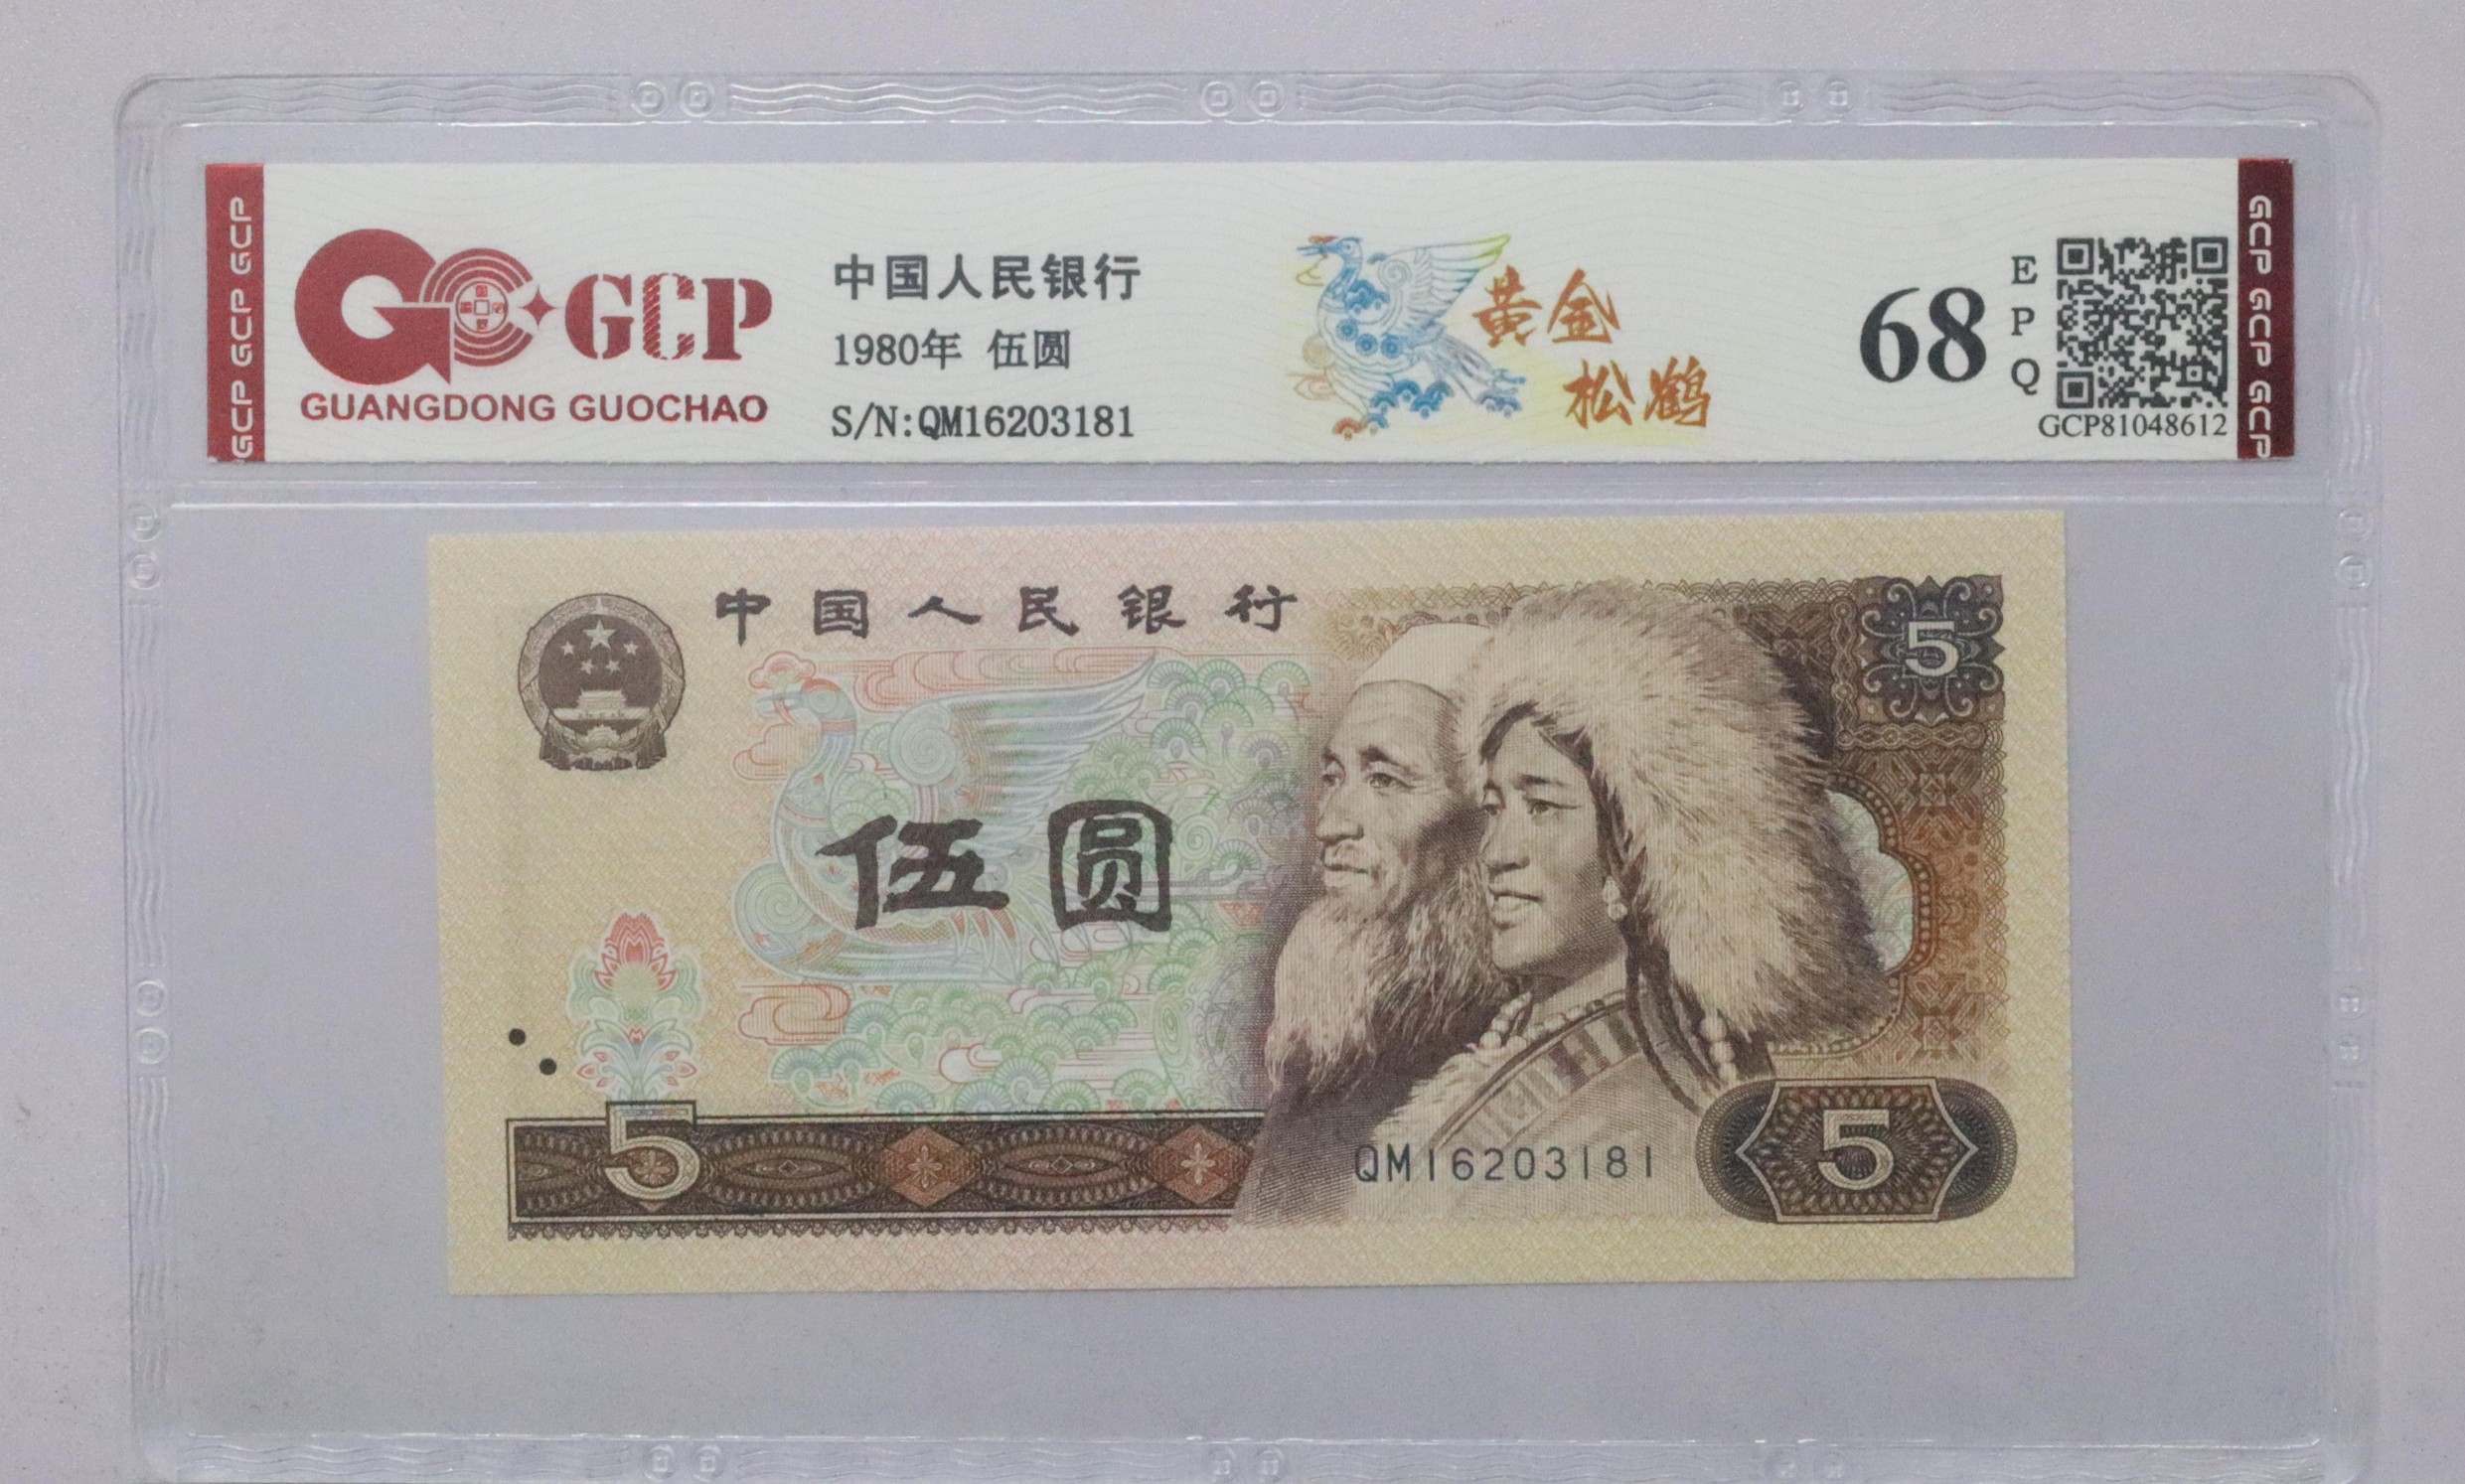 GCP GCP GCP
GCP
GUANGDONG GUOCHAO
中国人民银行
1980年 伍圆
S/N:QM16203181
黄金
松鹤
68
E
P
Q
GCP81048612
GCP GCP GCP
中国人民银行
5
伍圆
5
QM16203181
5